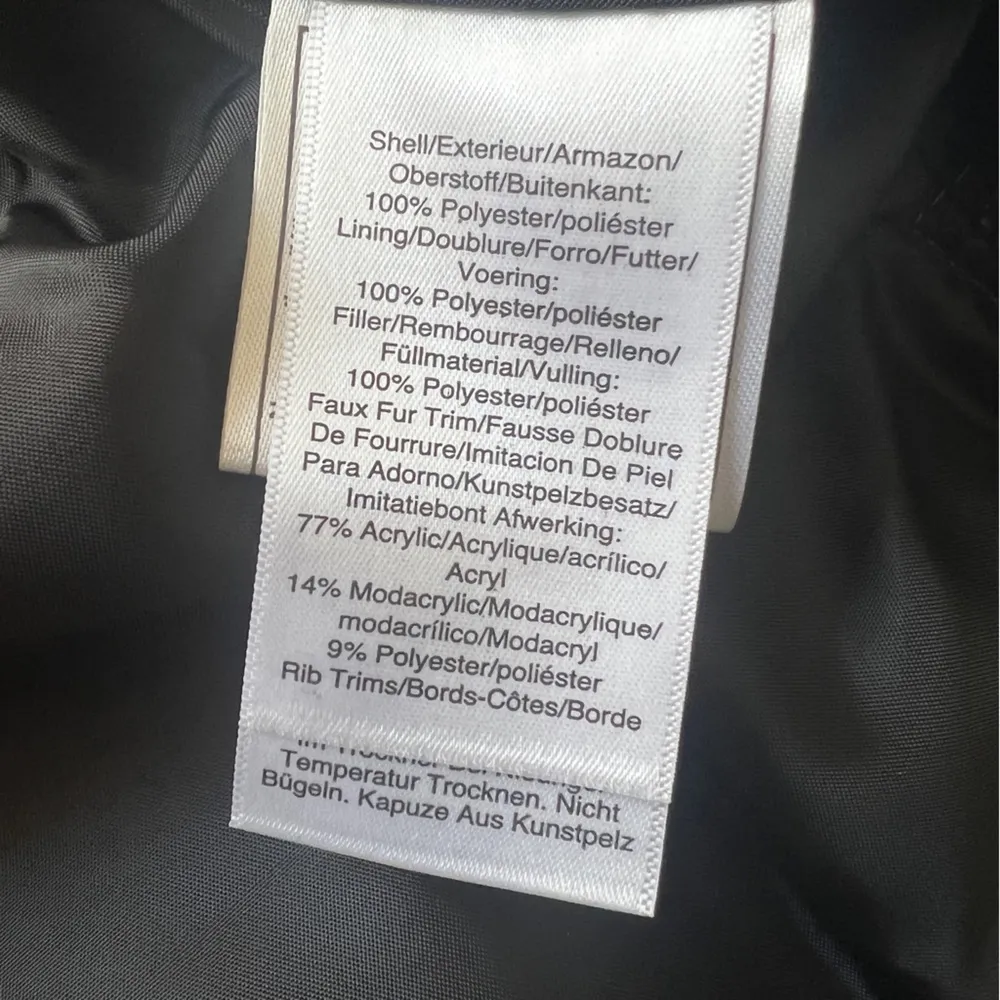 Shell/Exterieur/Armazon/
Oberstoff/Buitenkant:
100% Polyester/poliéster
Lining/Doublure/Forro/Futter/
Voering:
100% Polyester/poliéster
Filler/Rembourrage/Relleno/
Füllmaterial/Vulling:
100% Polyester/poliéster
Faux Fur Trim/Fausse Doblure
De Fourrure/Imitacion De Piel
Para Adorno/Kunstpelzbesatz/
Imitatiebont Afwerking:
77% Acrylic/Acrylique/acrílico/
Acryl
14% Modacrylic/Modacrylique/
modacrílico/Modacryl
9% Polyester/poliéster
Rib Trims/Bords-Côtes/Borde
Temperatur Trocknen. Nicht
Bügeln. Kapuze Aus Kunstpelz